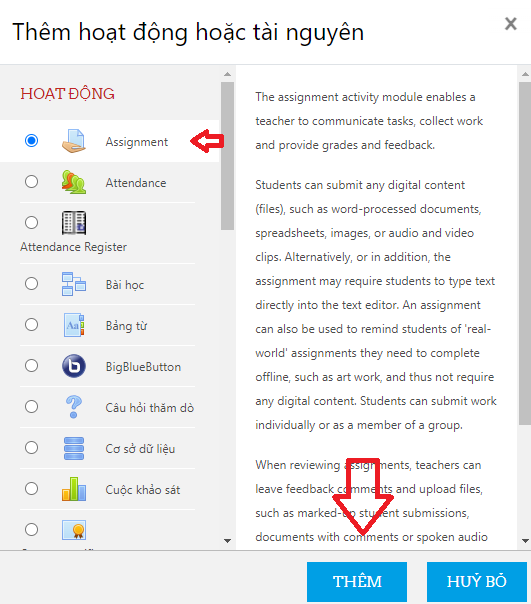 Thêm hoạt động hoặc tài nguyên
HOẠT ĐỘNG
Assignment
Attendance
Attendance Register
Bài học
Bảng từ
BigBlueButton
Câu hỏi thăm dò
Cơ sở dữ liệu
Cuộc khảo sát
The assignment activity module enables a
teacher to communicate tasks, collect work
and provide grades and feedback.
Students can submit any digital content
(files), such as word-processed documents,
spreadsheets, images, or audio and video
clips. Alternatively, or in addition, the
assignment may require students to type text
directly into the text editor. An assignment
can also be used to remind students of 'real-
world' assignments they need to complete
offline, such as art work, and thus not require
any digital content. Students can submit work
individually or as a member of a group.
When reviewing assignments, teachers can
leave feedback comments and upload files,
such as marked-up student submissions,
documents with comments or spoken audio
THÊM
HUỶ BỎ